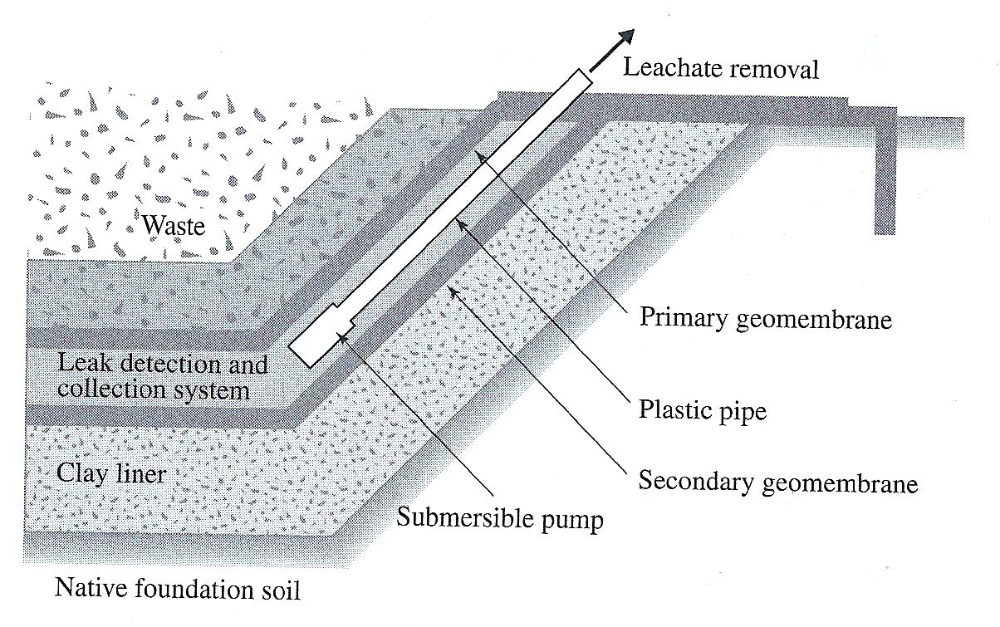 Leachate removal
Waste
Primary geomembrane
Leak detection and
collection system
Plastic pipe
Clay liner
Secondary geomembrane
Submersible pump
Native foundation soil